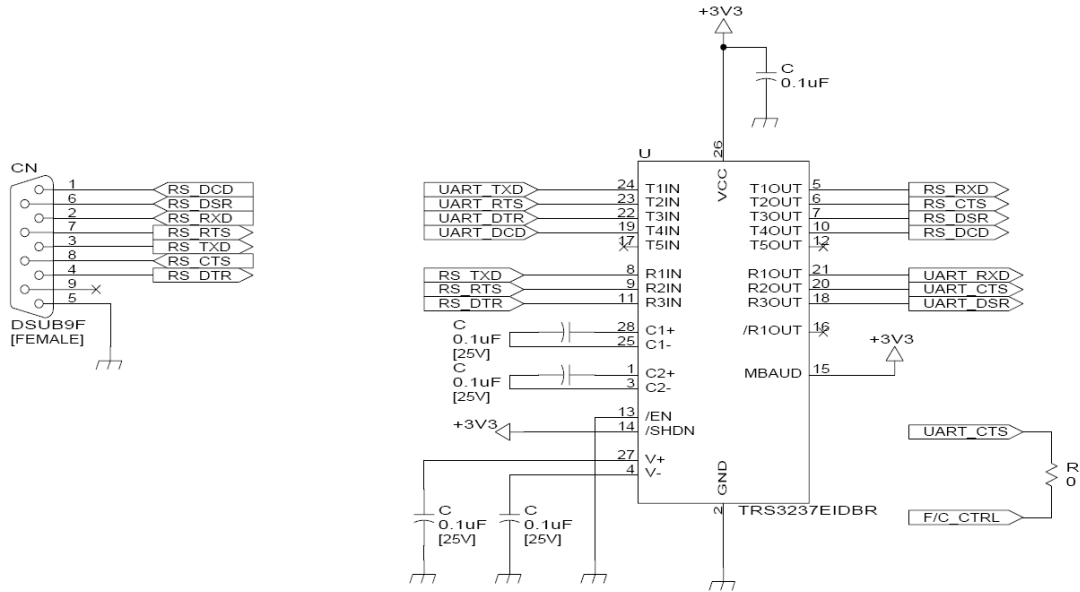 +3V3
C
0.1uF
CN
1 RS_DCD
6 RS_DSR
2 RS_RXD
7 RS_RTS
3 RS_TXD
8 RS_CTS
4 RS_DTR
9
5
DSUB9F
[FEMALE]
U
26
VCC
UART_TXD 24 T1IN T1OUT 5 RS_RXD
UART_RTS 23 T2IN T2OUT 6 RS_CTS
UART_DTR 22 T3IN T3OUT 7 RS_DSR
UART_DCD 19 T4IN T4OUT 10 RS_DCD
17 T5IN T5OUT 12
RS_TXD 8 R1IN R1OUT 21 UART_RXD
RS_RTS 9 R2IN R2OUT 20 UART_CTS
RS_DTR 11 R3IN R3OUT 18 UART_DSR
C
0.1uF
[25V]
28 C1+ /R1OUT 16
25 C1-
+3V3
C
0.1uF
[25V]
1 C2+ MBAUD 15
3 C2-
13 /EN
+3V3 14 /SHDN
27 V+
4 V-
GND
2
TRS3237EIDBR
C
0.1uF
[25V]
C
0.1uF
[25V]
UART_CTS
R
0
F/C_CTRL